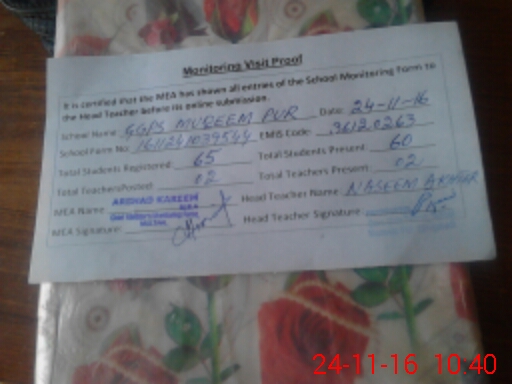 Monitoring Visit Proof
It is certified that the MEA has shown all entries of the School Monitoring Form to
the Head Teacher before its online submission.
School Name: GGPS MUREEM PUR Date: 24-11-16
School Form No: EMIS Code: 36120263
Total Students Registered: 65 Total Students Present: 60
Total Teachers Posted: 02 Total Teachers Present: 02
MEA Name: ARSHAD KAREEM Head Teacher Name: NASEEM AKHTAR
MEA
MEA Signature: Head Teacher Signature
24-11-16 10:40